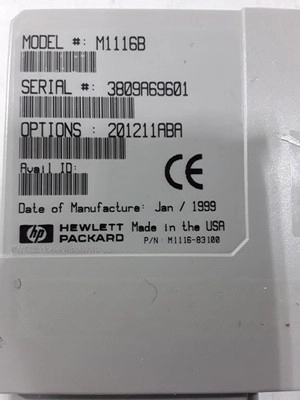 MODEL #: M1116B
SERIAL #: 3809A69601
OPTIONS : 201211ABA
Avail ID:
CE
Date of Manufacture: Jan / 1999
hp HEWLETT PACKARD Made in the USA
P/N: M1116-83100